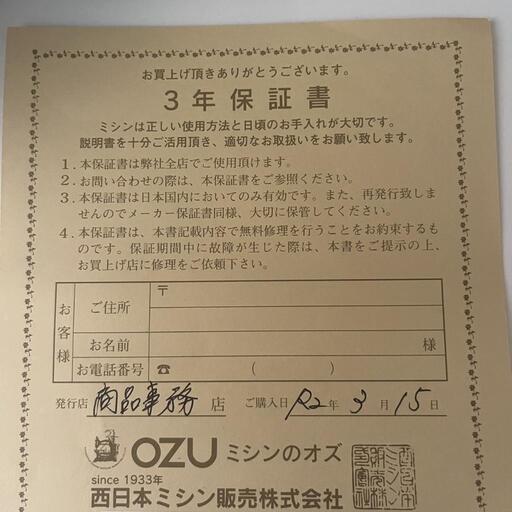 お買上げ頂きありがとうございます。
3年保証書
ミシンは正しい使用方法と日頃のお手入れが大切です。
説明書を十分ご活用頂き、適切なお取扱いをお願い致します。
1. 本保証書は弊社全店でご使用頂けます。
2. お問い合わせの際は、本保証書をご参照ください。
3. 本保証書は日本国内においてのみ有効です。また、再発行致しま
せんのでメーカー保証書同様、大切に保管してください。
4. 本保証書は、本書記載内容で無料修理を行うことをお約束するも
のです。保証期間中に故障が生じた際は、本書をご提示の上、
お買上げ店に修理をご依頼下さい。
お客様
ご住所 〒
お名前 様
お電話番号 ☎ ( )
発行店 商品事務 店 ご購入日 R2年 3月 15日
OZU ミシンのオズ
since 1933年
西日本ミシン販売株式会社